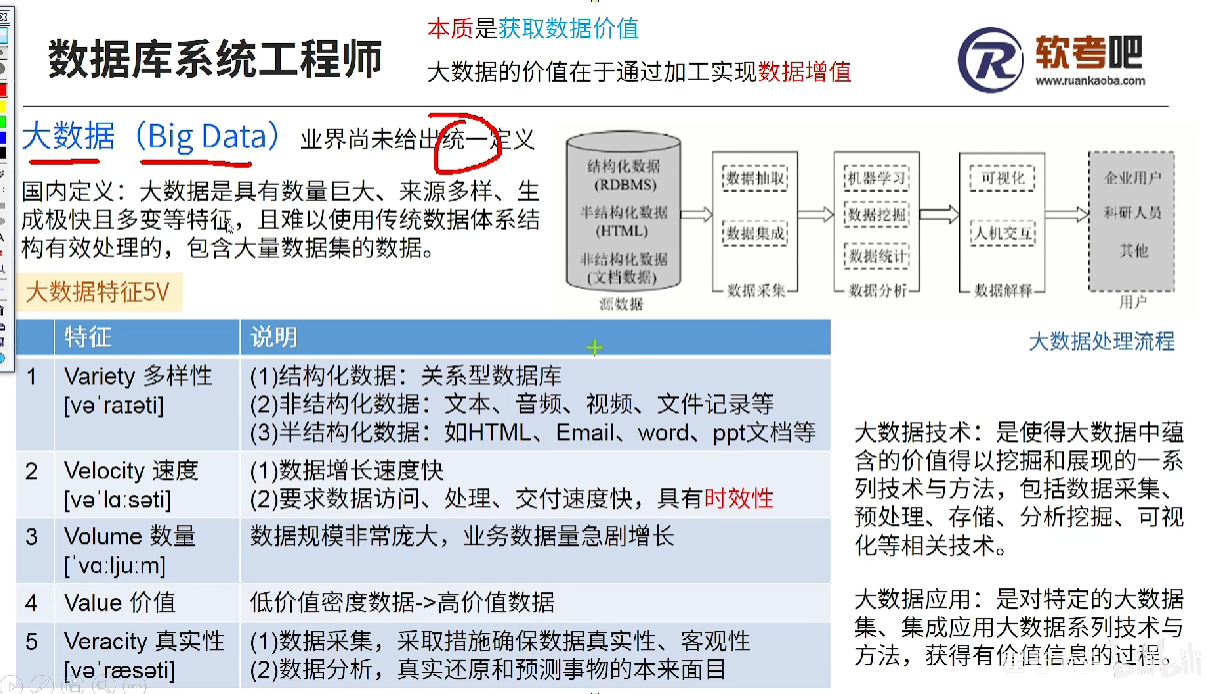 数据库系统工程师
本质是获取数据价值
大数据的价值在于通过加工实现数据增值
软考吧
www.ruankaoba.com
大数据（Big Data）业界尚未给出统一定义
国内定义：大数据是具有数量巨大、来源多样、生
成极快且多变等特征，且难以使用传统数据体系结
构有效处理的，包含大量数据集的数据。
大数据特征5V
结构化数据
(RDBMS)
半结构化数据
(HTML)
非结构化数据
(文档数据)
源数据
数据抽取
数据集成
数据采集
机器学习
数据挖掘
数据统计
数据分析
可视化
人机交互
数据解释
企业用户
科研人员
其他
用户
大数据处理流程
特征 说明
1 Variety 多样性 (1)结构化数据：关系型数据库
[vəˈraɪəti] (2)非结构化数据：文本、音频、视频、文件记录等
(3)半结构化数据：如HTML、Email、word、ppt文档等
2 Velocity 速度 (1)数据增长速度快
[vəˈlɑːsəti] (2)要求数据访问、处理、交付速度快，具有时效性
3 Volume 数量 数据规模非常庞大，业务数据量急剧增长
[ˈvɑːljuːm]
4 Value 价值 低价值密度数据->高价值数据
5 Veracity 真实性 (1)数据采集，采取措施确保数据真实性、客观性
[vəˈræsəti] (2)数据分析，真实还原和预测事物的本来面目
大数据技术：是使得大数据中蕴
含的价值得以挖掘和展现的一系
列技术与方法，包括数据采集、
预处理、存储、分析挖掘、可视
化等相关技术。
大数据应用：是对特定的大数据
集、集成应用大数据系列技术与
方法，获得有价值信息的过程。
bilibili